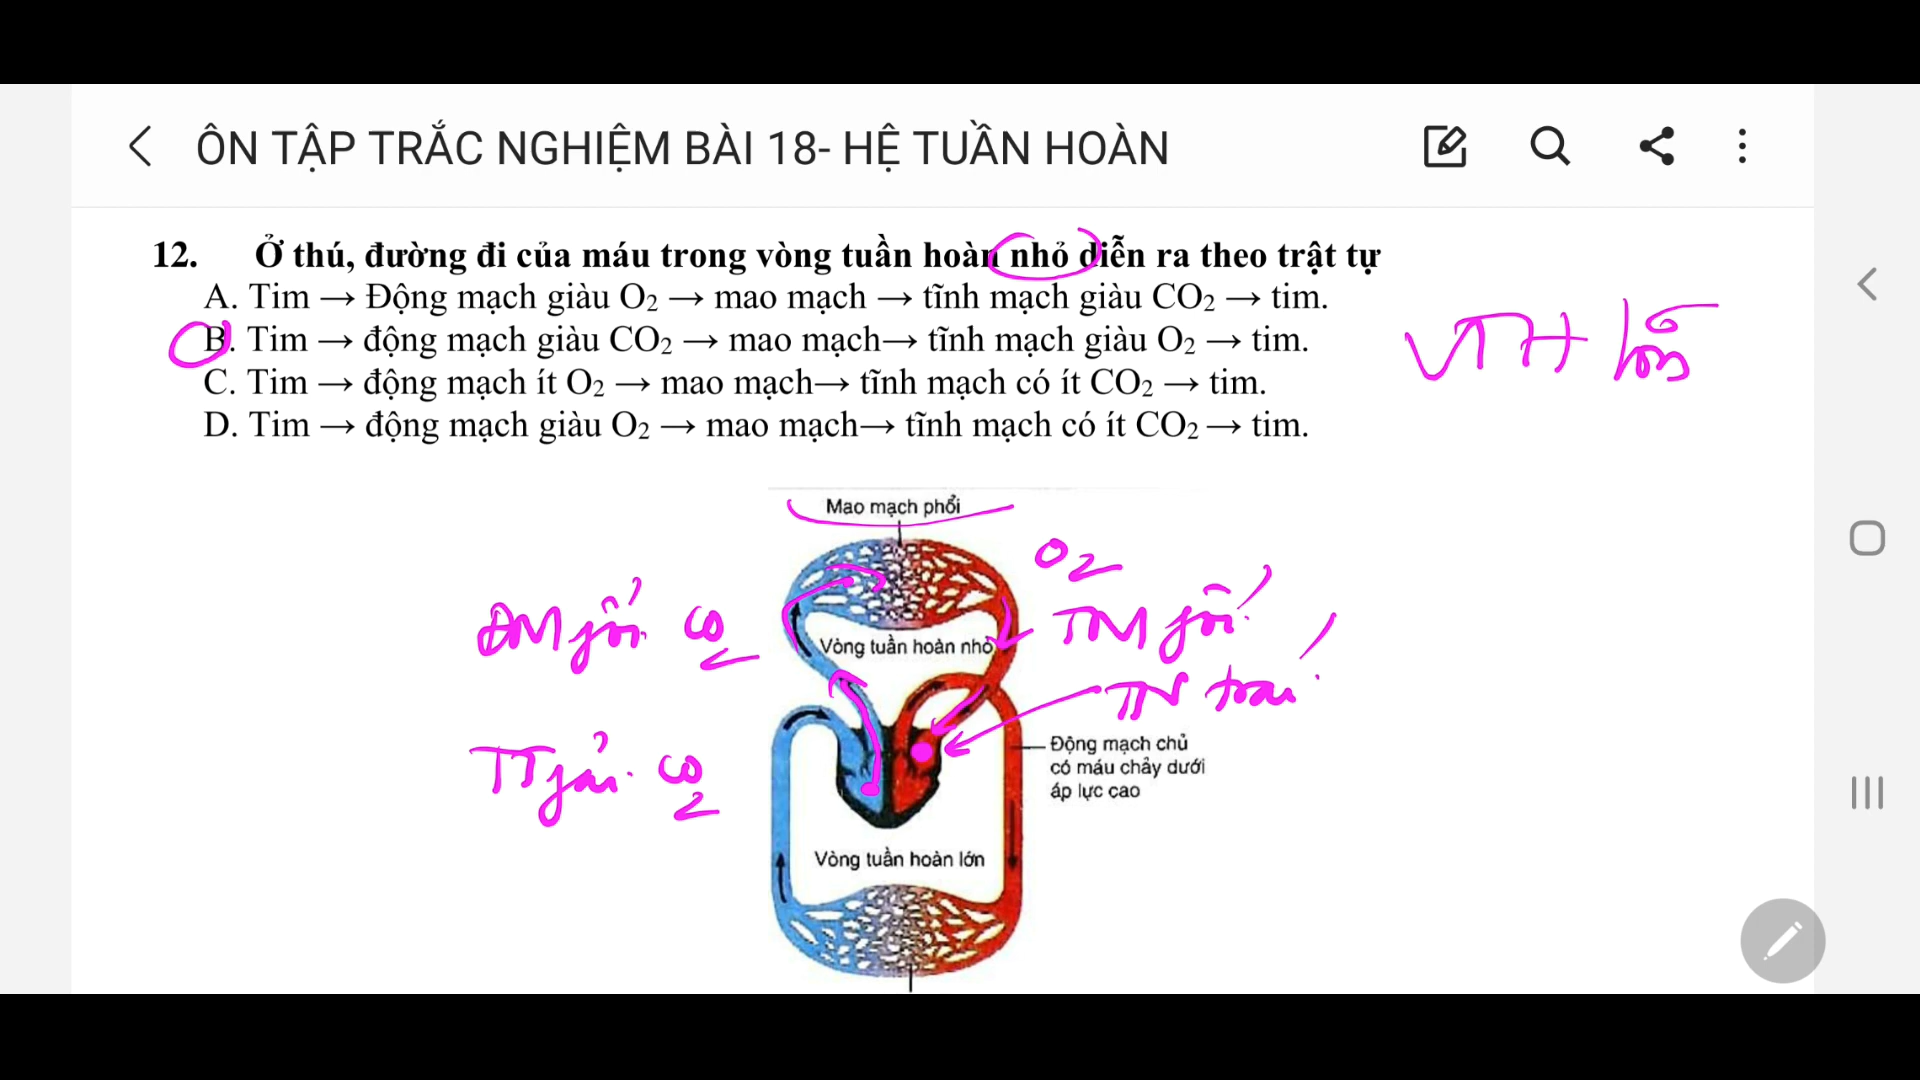 ÔN TẬP TRẮC NGHIỆM BÀI 18- HỆ TUẦN HOÀN
12. Ở thú, đường đi của máu trong vòng tuần hoàn nhỏ diễn ra theo trật tự
A. Tim → Động mạch giàu O2 → mao mạch → tĩnh mạch giàu CO2 → tim.
B. Tim → động mạch giàu CO2 → mao mạch→ tĩnh mạch giàu O2 → tim.
C. Tim → động mạch ít O2 → mao mạch→ tĩnh mạch có ít CO2 → tim.
D. Tim → động mạch giàu O2 → mao mạch→ tĩnh mạch có ít CO2 → tim.
VTH lớn
Mao mạch phổi
O2
ĐM phổi CO2
TM phổi
Vòng tuần hoàn nhỏ
TN trái
TT phải CO2
Động mạch chủ
có máu chảy dưới
áp lực cao
Vòng tuần hoàn lớn